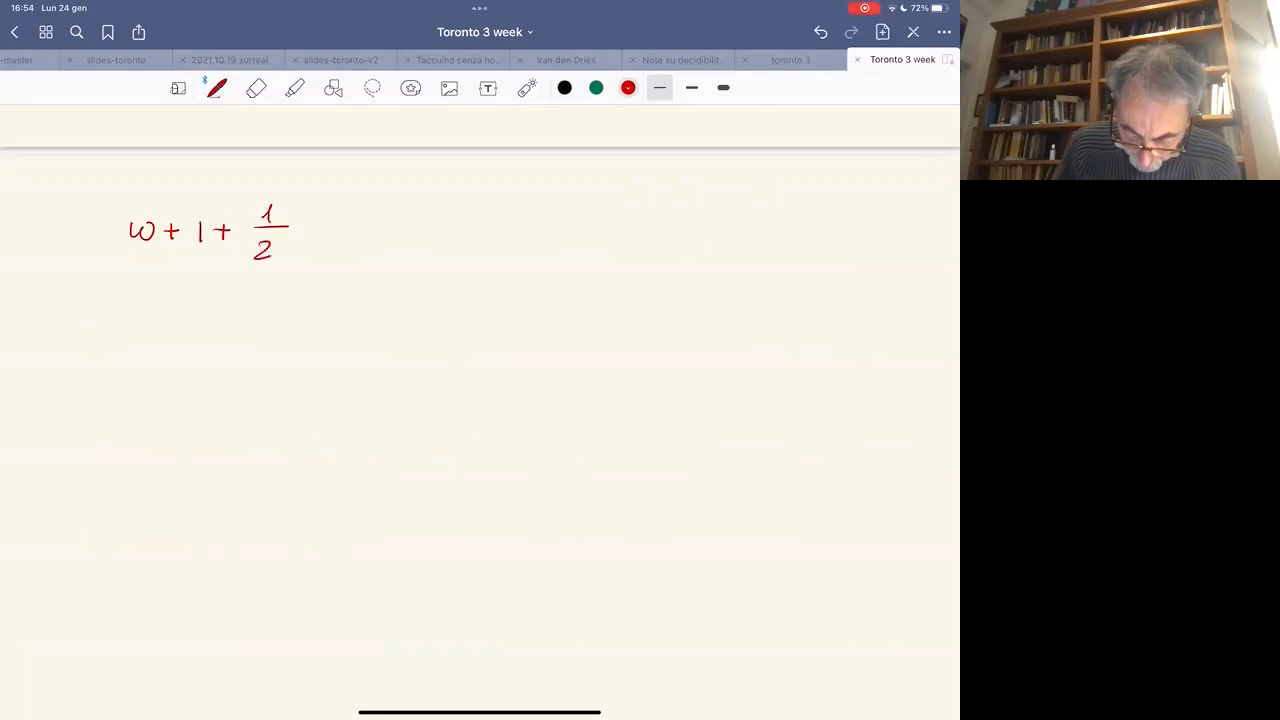 16:54 Lun 24 gen
72%
Toronto 3 week
-master
slides-toronto
2021.10.19 surreal
slides-toronto-v2
Taccuino senza no...
Van den Dries
Note su decidibilit...
toronto 3
Toronto 3 week
ω + 1 + 1/2